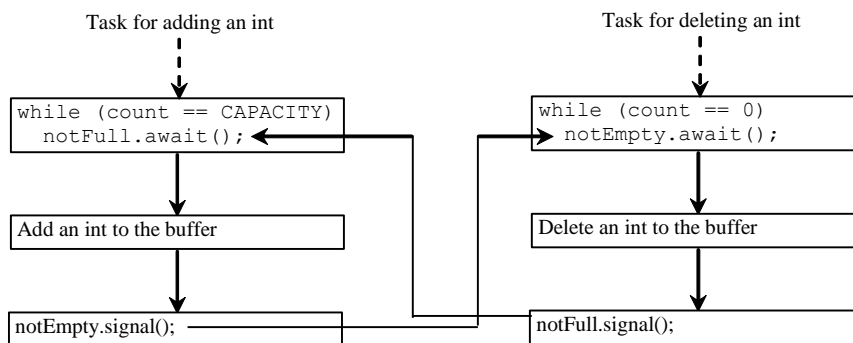 Task for adding an int
while (count == CAPACITY)
notFull.await();
Add an int to the buffer
notEmpty.signal();
Task for deleting an int
while (count == 0)
notEmpty.await();
Delete an int to the buffer
notFull.signal();